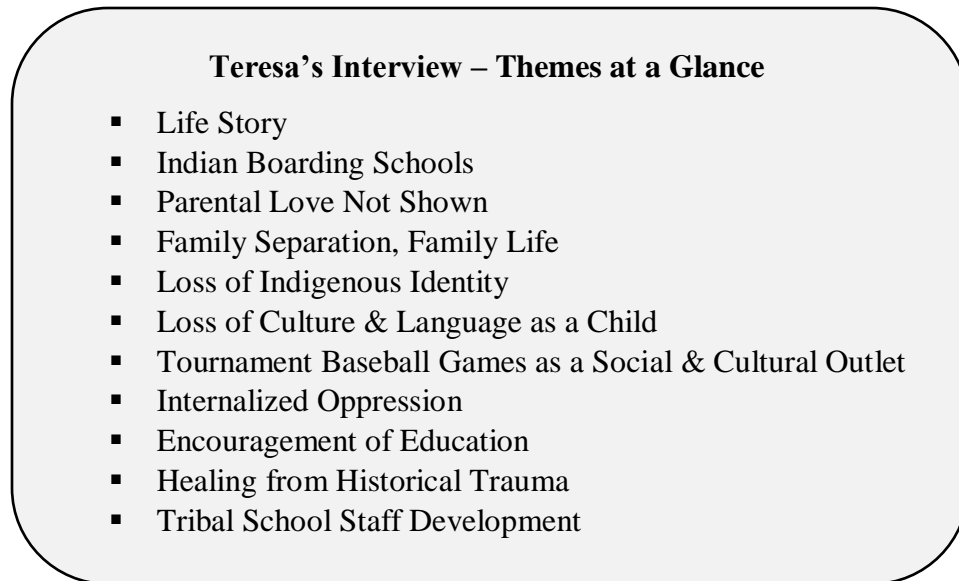 Teresa’s Interview – Themes at a Glance
▪ Life Story
▪ Indian Boarding Schools
▪ Parental Love Not Shown
▪ Family Separation, Family Life
▪ Loss of Indigenous Identity
▪ Loss of Culture & Language as a Child
▪ Tournament Baseball Games as a Social & Cultural Outlet
▪ Internalized Oppression
▪ Encouragement of Education
▪ Healing from Historical Trauma
▪ Tribal School Staff Development